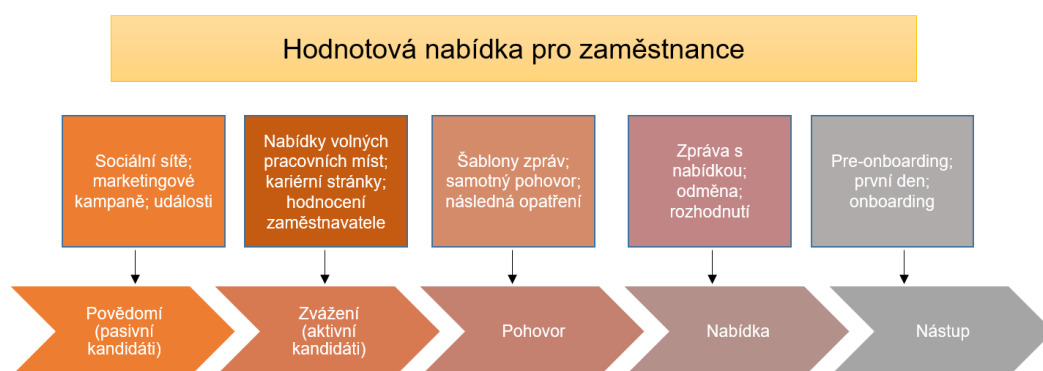 Hodnotová nabídka pro zaměstnance
Sociální sítě;
marketingové
kampaně; události
Nabídky volných
pracovních míst;
kariérní stránky;
hodnocení
zaměstnavatele
Šablony zpráv;
samotný pohovor;
následná opatření
Zpráva s
nabídkou;
odměna;
rozhodnutí
Pre-onboarding;
první den;
onboarding
Povědomí
(pasivní
kandidáti)
Zvážení
(aktivní
kandidáti)
Pohovor
Nabídka
Nástup